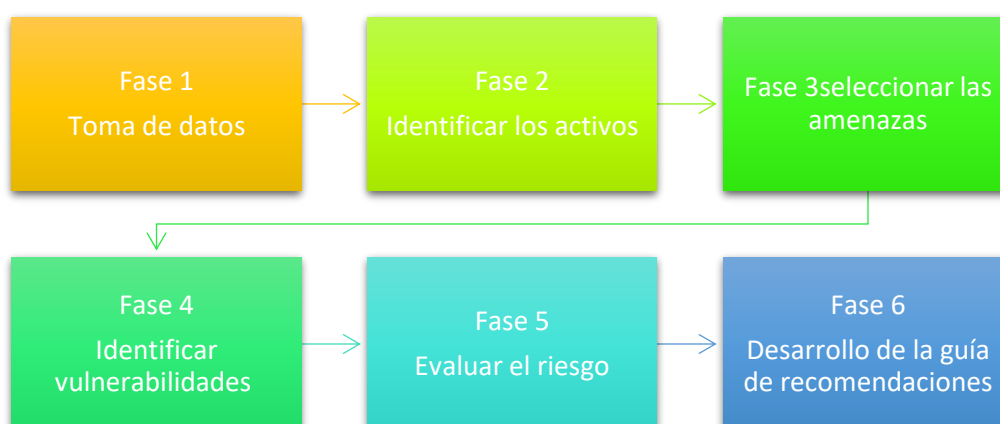 Fase 1
Toma de datos
Fase 2
Identificar los activos
Fase 3seleccionar las
amenazas
Fase 4
Identificar
vulnerabilidades
Fase 5
Evaluar el riesgo
Fase 6
Desarrollo de la guía
de recomendaciones